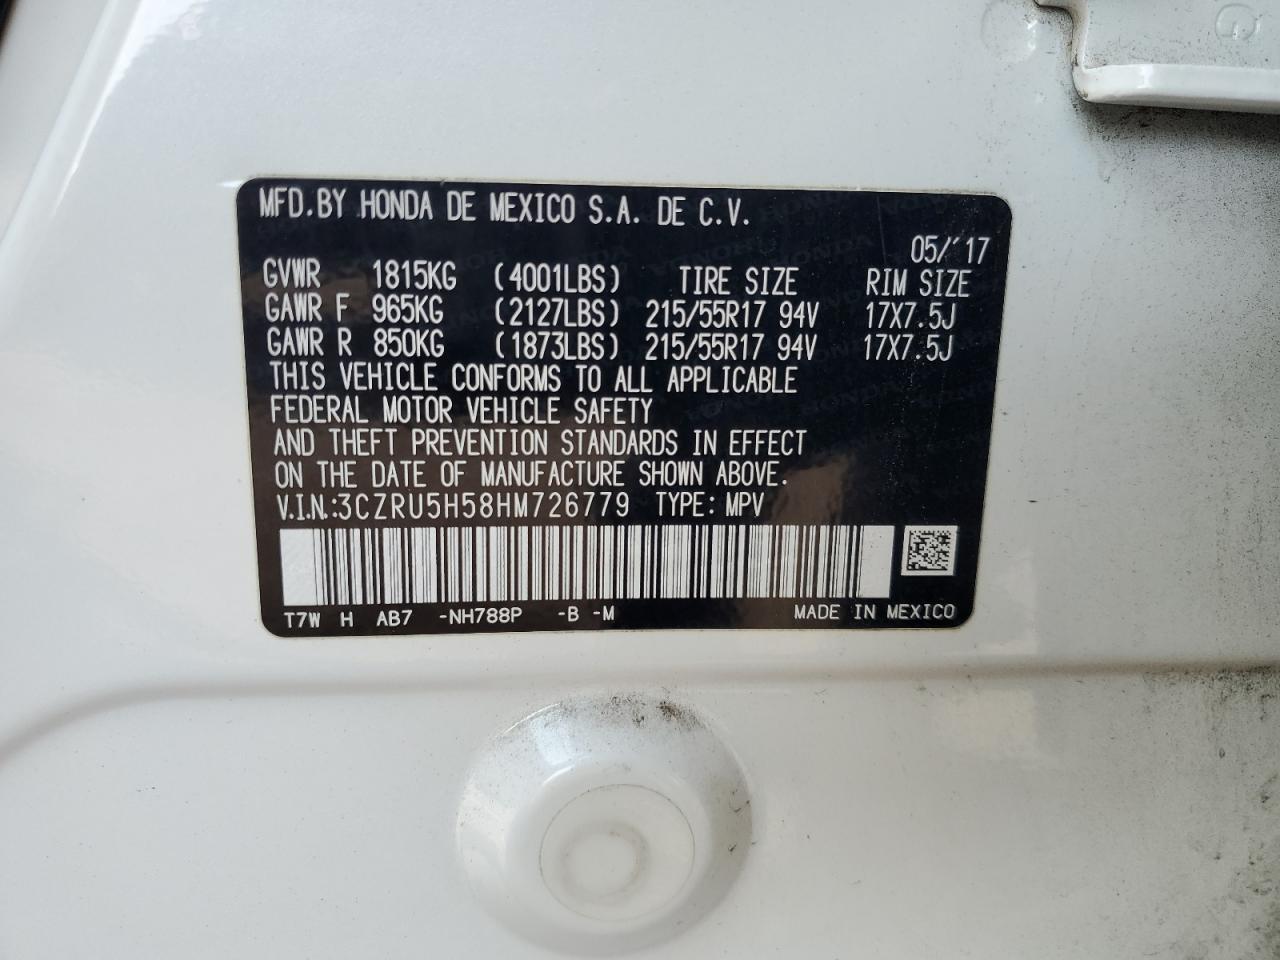 MFD.BY HONDA DE MEXICO S.A. DE C.V.
05/'17
GVWR 1815KG (4001LBS) TIRE SIZE RIM SIZE
GAWR F 965KG (2127LBS) 215/55R17 94V 17X7.5J
GAWR R 850KG (1873LBS) 215/55R17 94V 17X7.5J
THIS VEHICLE CONFORMS TO ALL APPLICABLE
FEDERAL MOTOR VEHICLE SAFETY
AND THEFT PREVENTION STANDARDS IN EFFECT
ON THE DATE OF MANUFACTURE SHOWN ABOVE.
V.I.N.:3CZRU5H58HM726779 TYPE: MPV
T7W H AB7 -NH788P -B -M MADE IN MEXICO